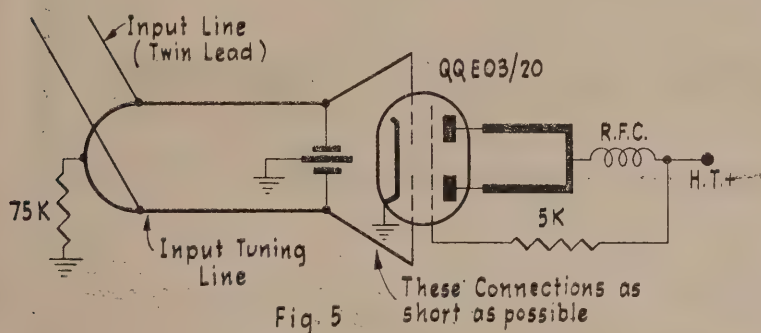 Input Line
(Twin Lead)
QQE03/20
R.F.C.
H.T.+
75K
5K
Input Tuning
Line
These Connections as
short as possible
Fig. 5